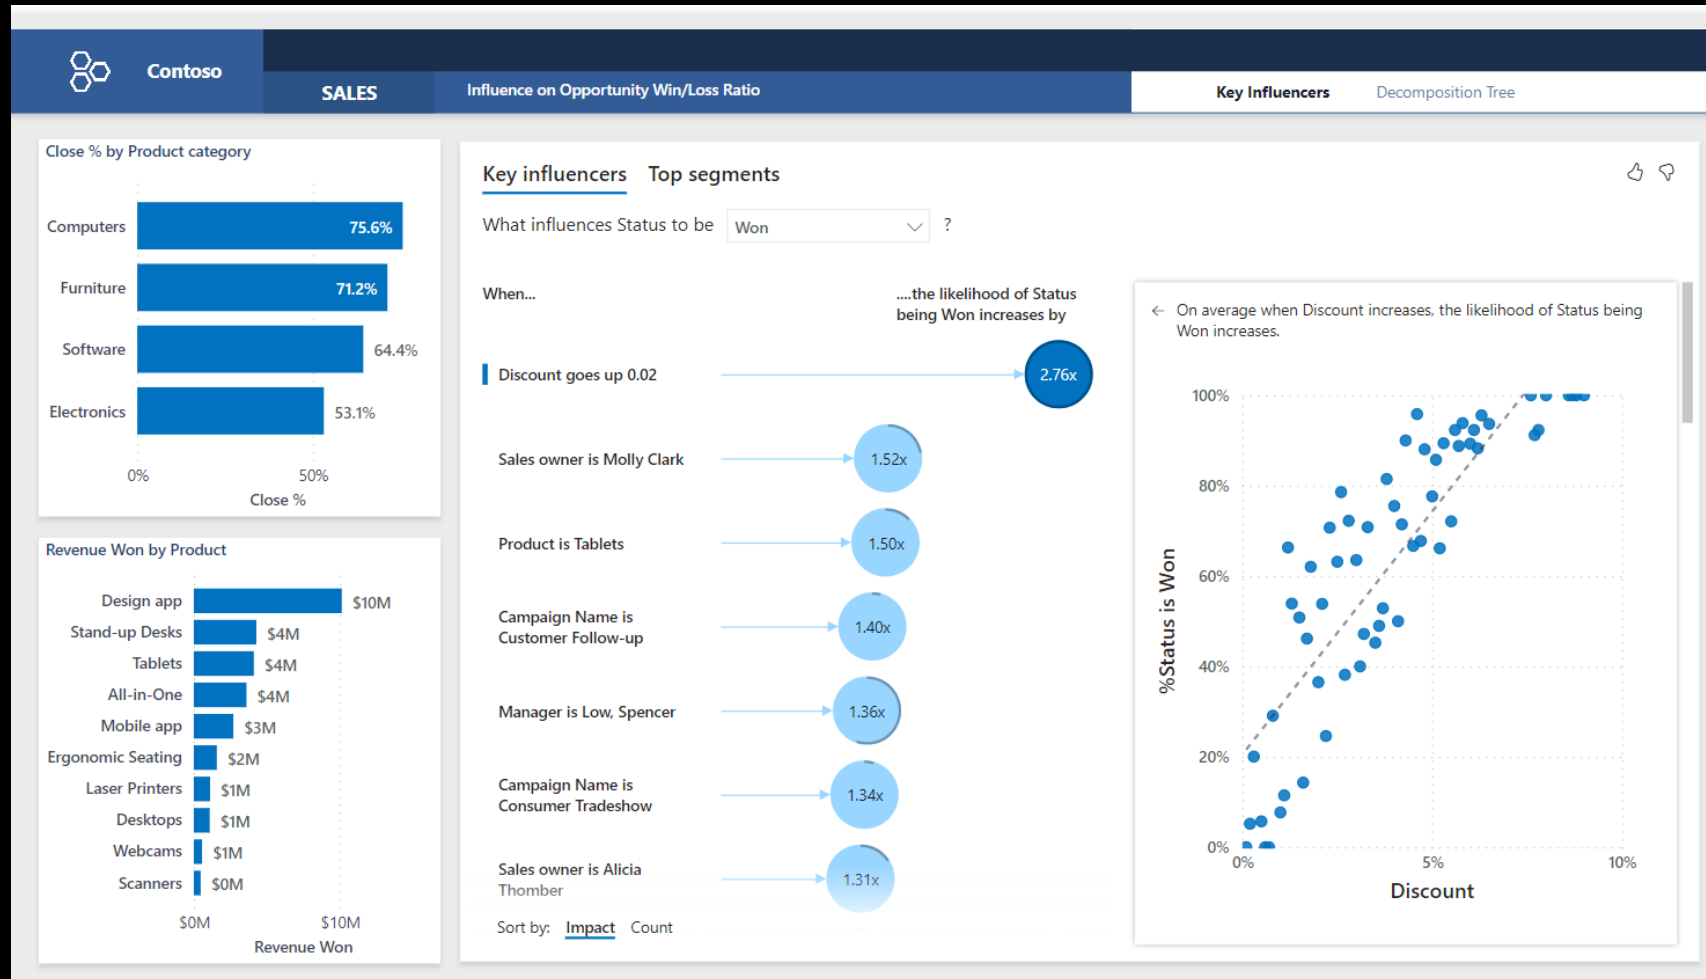 Contoso
SALES
Influence on Opportunity Win/Loss Ratio
Key Influencers
Decomposition Tree
Close % by Product category
Computers
75.6%
Furniture
71.2%
Software
64.4%
Electronics
53.1%
0%
50%
Close %
Revenue Won by Product
Design app
$10M
Stand-up Desks
$4M
Tablets
$4M
All-in-One
$4M
Mobile app
$3M
Ergonomic Seating
$2M
Laser Printers
$1M
Desktops
$1M
Webcams
$1M
Scanners
$0M
$0M
$10M
Revenue Won
Key influencers
Top segments
What influences Status to be
Won
?
When...
....the likelihood of Status
being Won increases by
Discount goes up 0.02
2.76x
Sales owner is Molly Clark
1.52x
Product is Tablets
1.50x
Campaign Name is
Customer Follow-up
1.40x
Manager is Low, Spencer
1.36x
Campaign Name is
Consumer Tradeshow
1.34x
Sales owner is Alicia
Thomber
1.31x
Sort by:
Impact
Count
On average when Discount increases, the likelihood of Status being
Won increases.
100%
80%
60%
40%
20%
0%
%Status is Won
0%
5%
10%
Discount